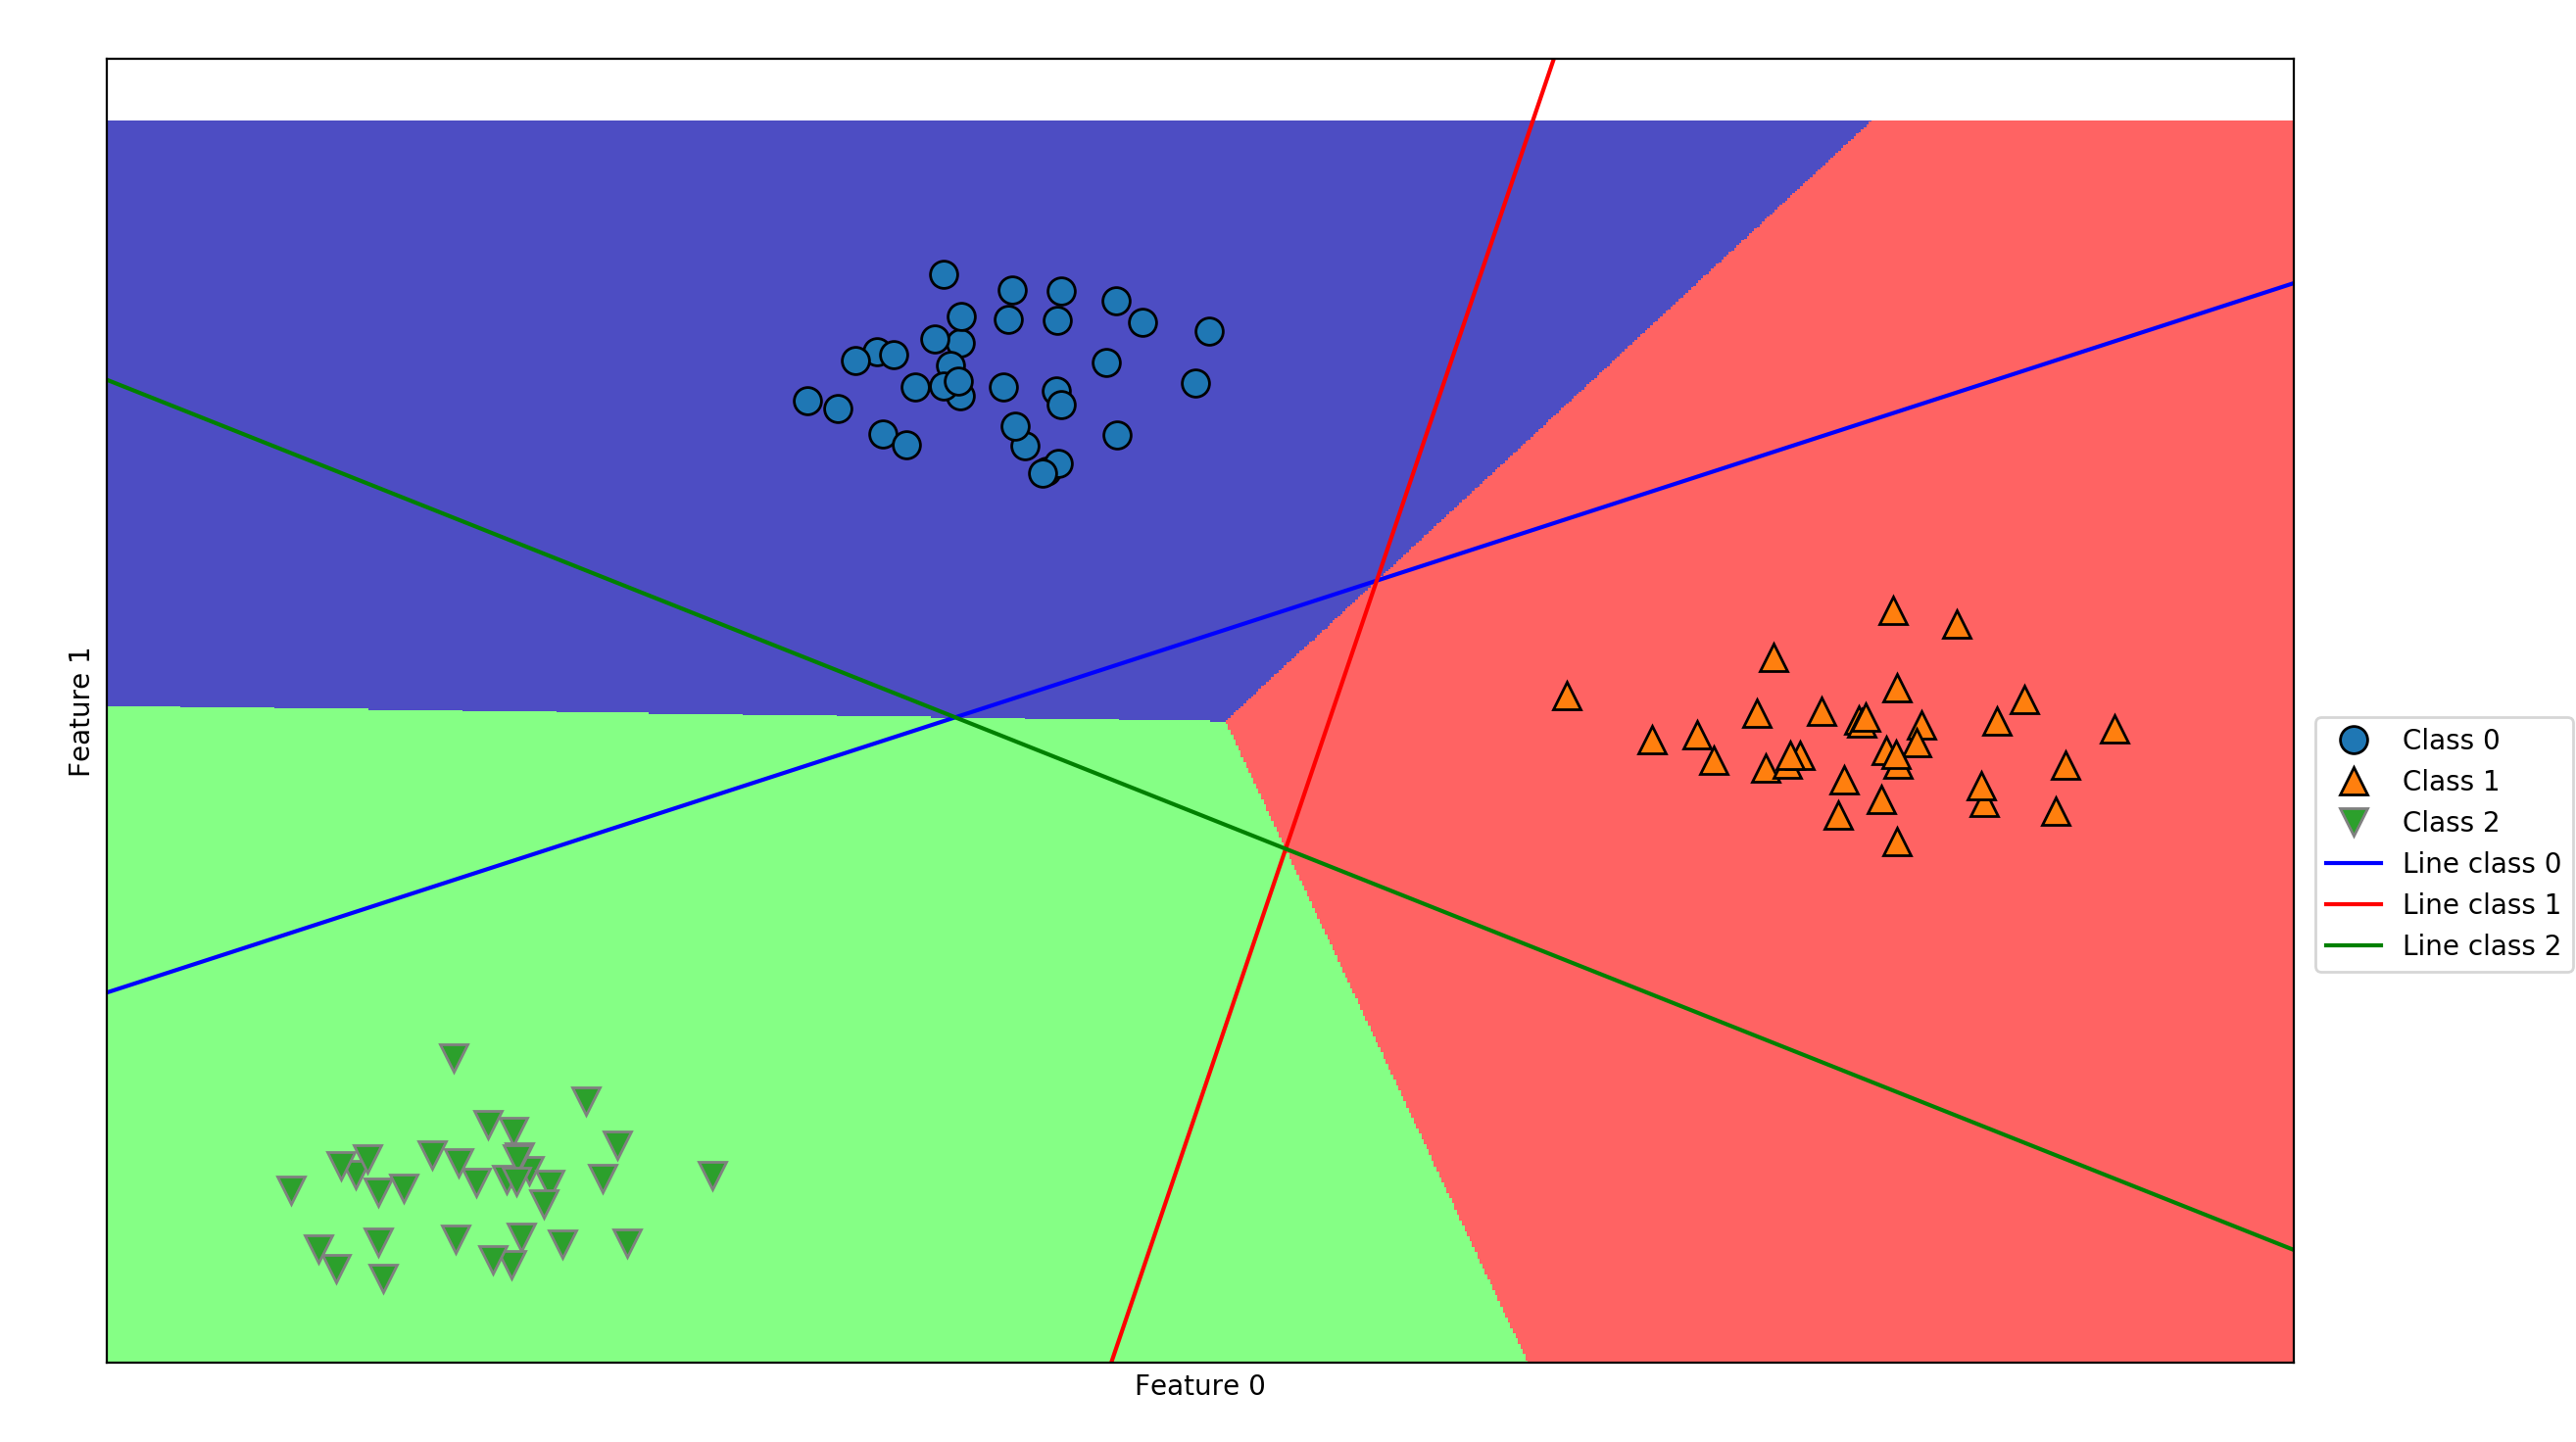 Feature 1
Feature 0
Class 0
Class 1
Class 2
Line class 0
Line class 1
Line class 2